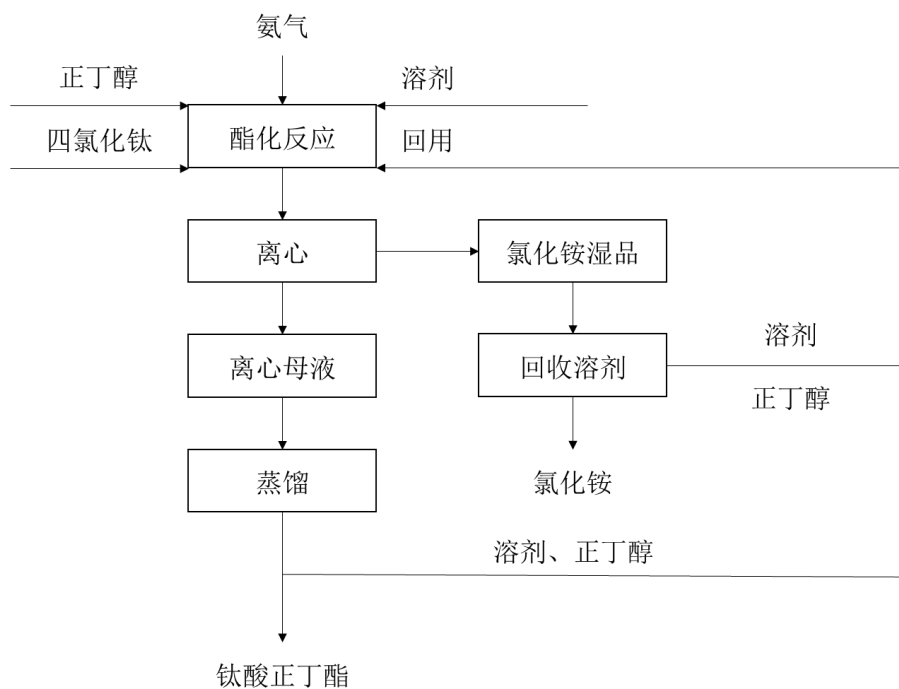 氨气
正丁醇
溶剂
四氯化钛
酯化反应
回用
离心
氯化铵湿品
溶剂
离心母液
回收溶剂
正丁醇
蒸馏
氯化铵
溶剂、正丁醇
钛酸正丁酯